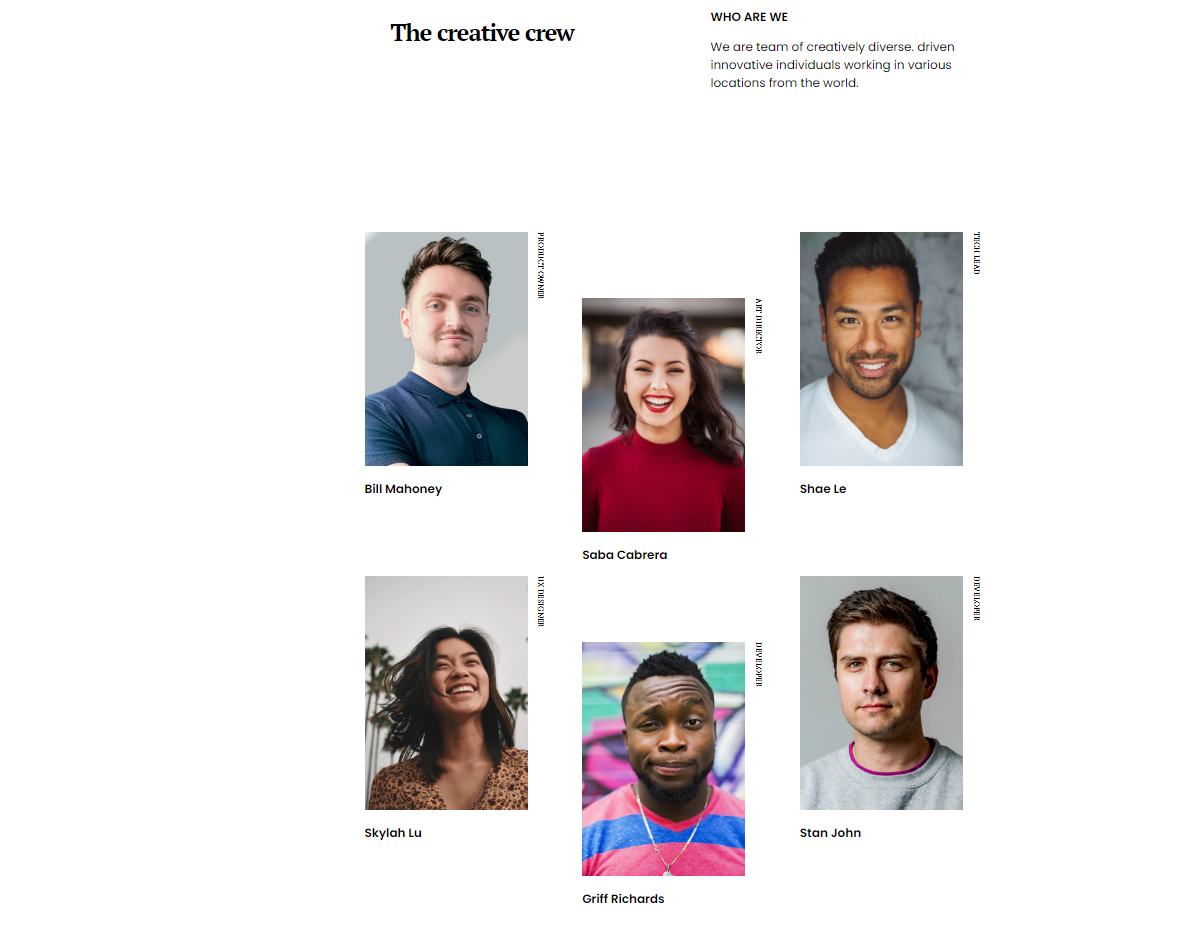 The creative crew
WHO ARE WE
We are team of creatively diverse. driven
innovative individuals working in various
locations from the world.
PRODUCT OWNER
Bill Mahoney
ART DIRECTOR
Saba Cabrera
TECH LEAD
Shae Le
UX DESIGNER
Skylah Lu
DEVELOPER
Griff Richards
DEVELOPER
Stan John